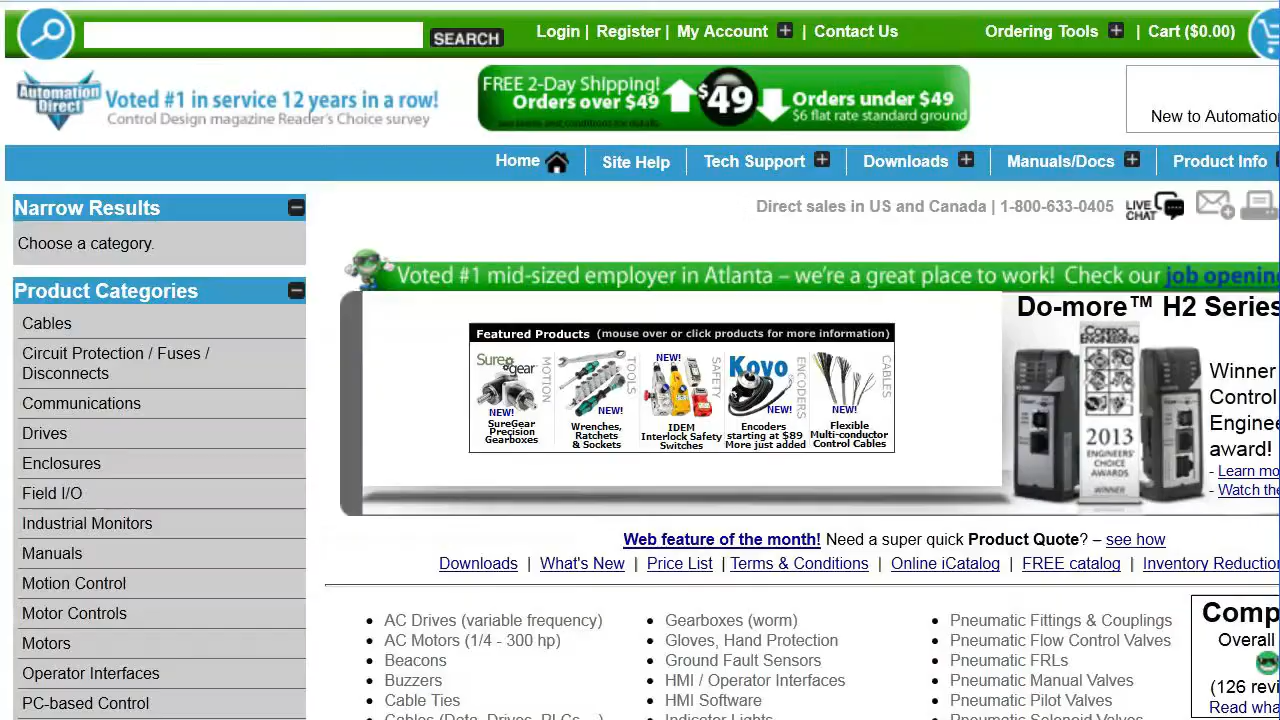 SEARCH
Login | Register | My Account | Contact Us
Ordering Tools | Cart ($0.00)
Automation Direct
Voted #1 in service 12 years in a row!
Control Design magazine Reader's Choice survey
FREE 2-Day Shipping!
Orders over $49
$49
Orders under $49
$6 flat rate standard ground
New to Automatio
Home
Site Help
Tech Support
Downloads
Manuals/Docs
Product Info
Narrow Results
Choose a category.
Direct sales in US and Canada | 1-800-633-0405
LIVE CHAT
Product Categories
Cables
Circuit Protection / Fuses /
Disconnects
Communications
Drives
Enclosures
Field I/O
Industrial Monitors
Manuals
Motion Control
Motor Controls
Motors
Operator Interfaces
PC-based Control
Voted #1 mid-sized employer in Atlanta – we're a great place to work! Check our job openin
Featured Products (mouse over or click products for more information)
Suregear
MOTION
NEW!
SureGear
Precision
Gearboxes
TOOLS
NEW!
Wrenches,
Ratchets
& Sockets
NEW!
SAFETY
IDEM
Interlock Safety
Switches
Koyo
ENCODERS
NEW!
Encoders
starting at $89
More just added
CABLES
NEW!
Flexible
Multi-conductor
Control Cables
Do-more™ H2 Series
CONTROL ENGINEERING
2013
ENGINEERS'
CHOICE
AWARDS
WINNER
Winner
Control
Enginee
award!
- Learn mo
- Watch the
Web feature of the month! Need a super quick Product Quote? – see how
Downloads | What's New | Price List | Terms & Conditions | Online iCatalog | FREE catalog | Inventory Reductio
AC Drives (variable frequency)
AC Motors (1/4 - 300 hp)
Beacons
Buzzers
Cable Ties
Cables (Data, Drives, PLCs...)
Gearboxes (worm)
Gloves, Hand Protection
Ground Fault Sensors
HMI / Operator Interfaces
HMI Software
Indicator Lights
Pneumatic Fittings & Couplings
Pneumatic Flow Control Valves
Pneumatic FRLs
Pneumatic Manual Valves
Pneumatic Pilot Valves
Pneumatic Solenoid Valves
Comp
Overall
(126 revi
Read wha